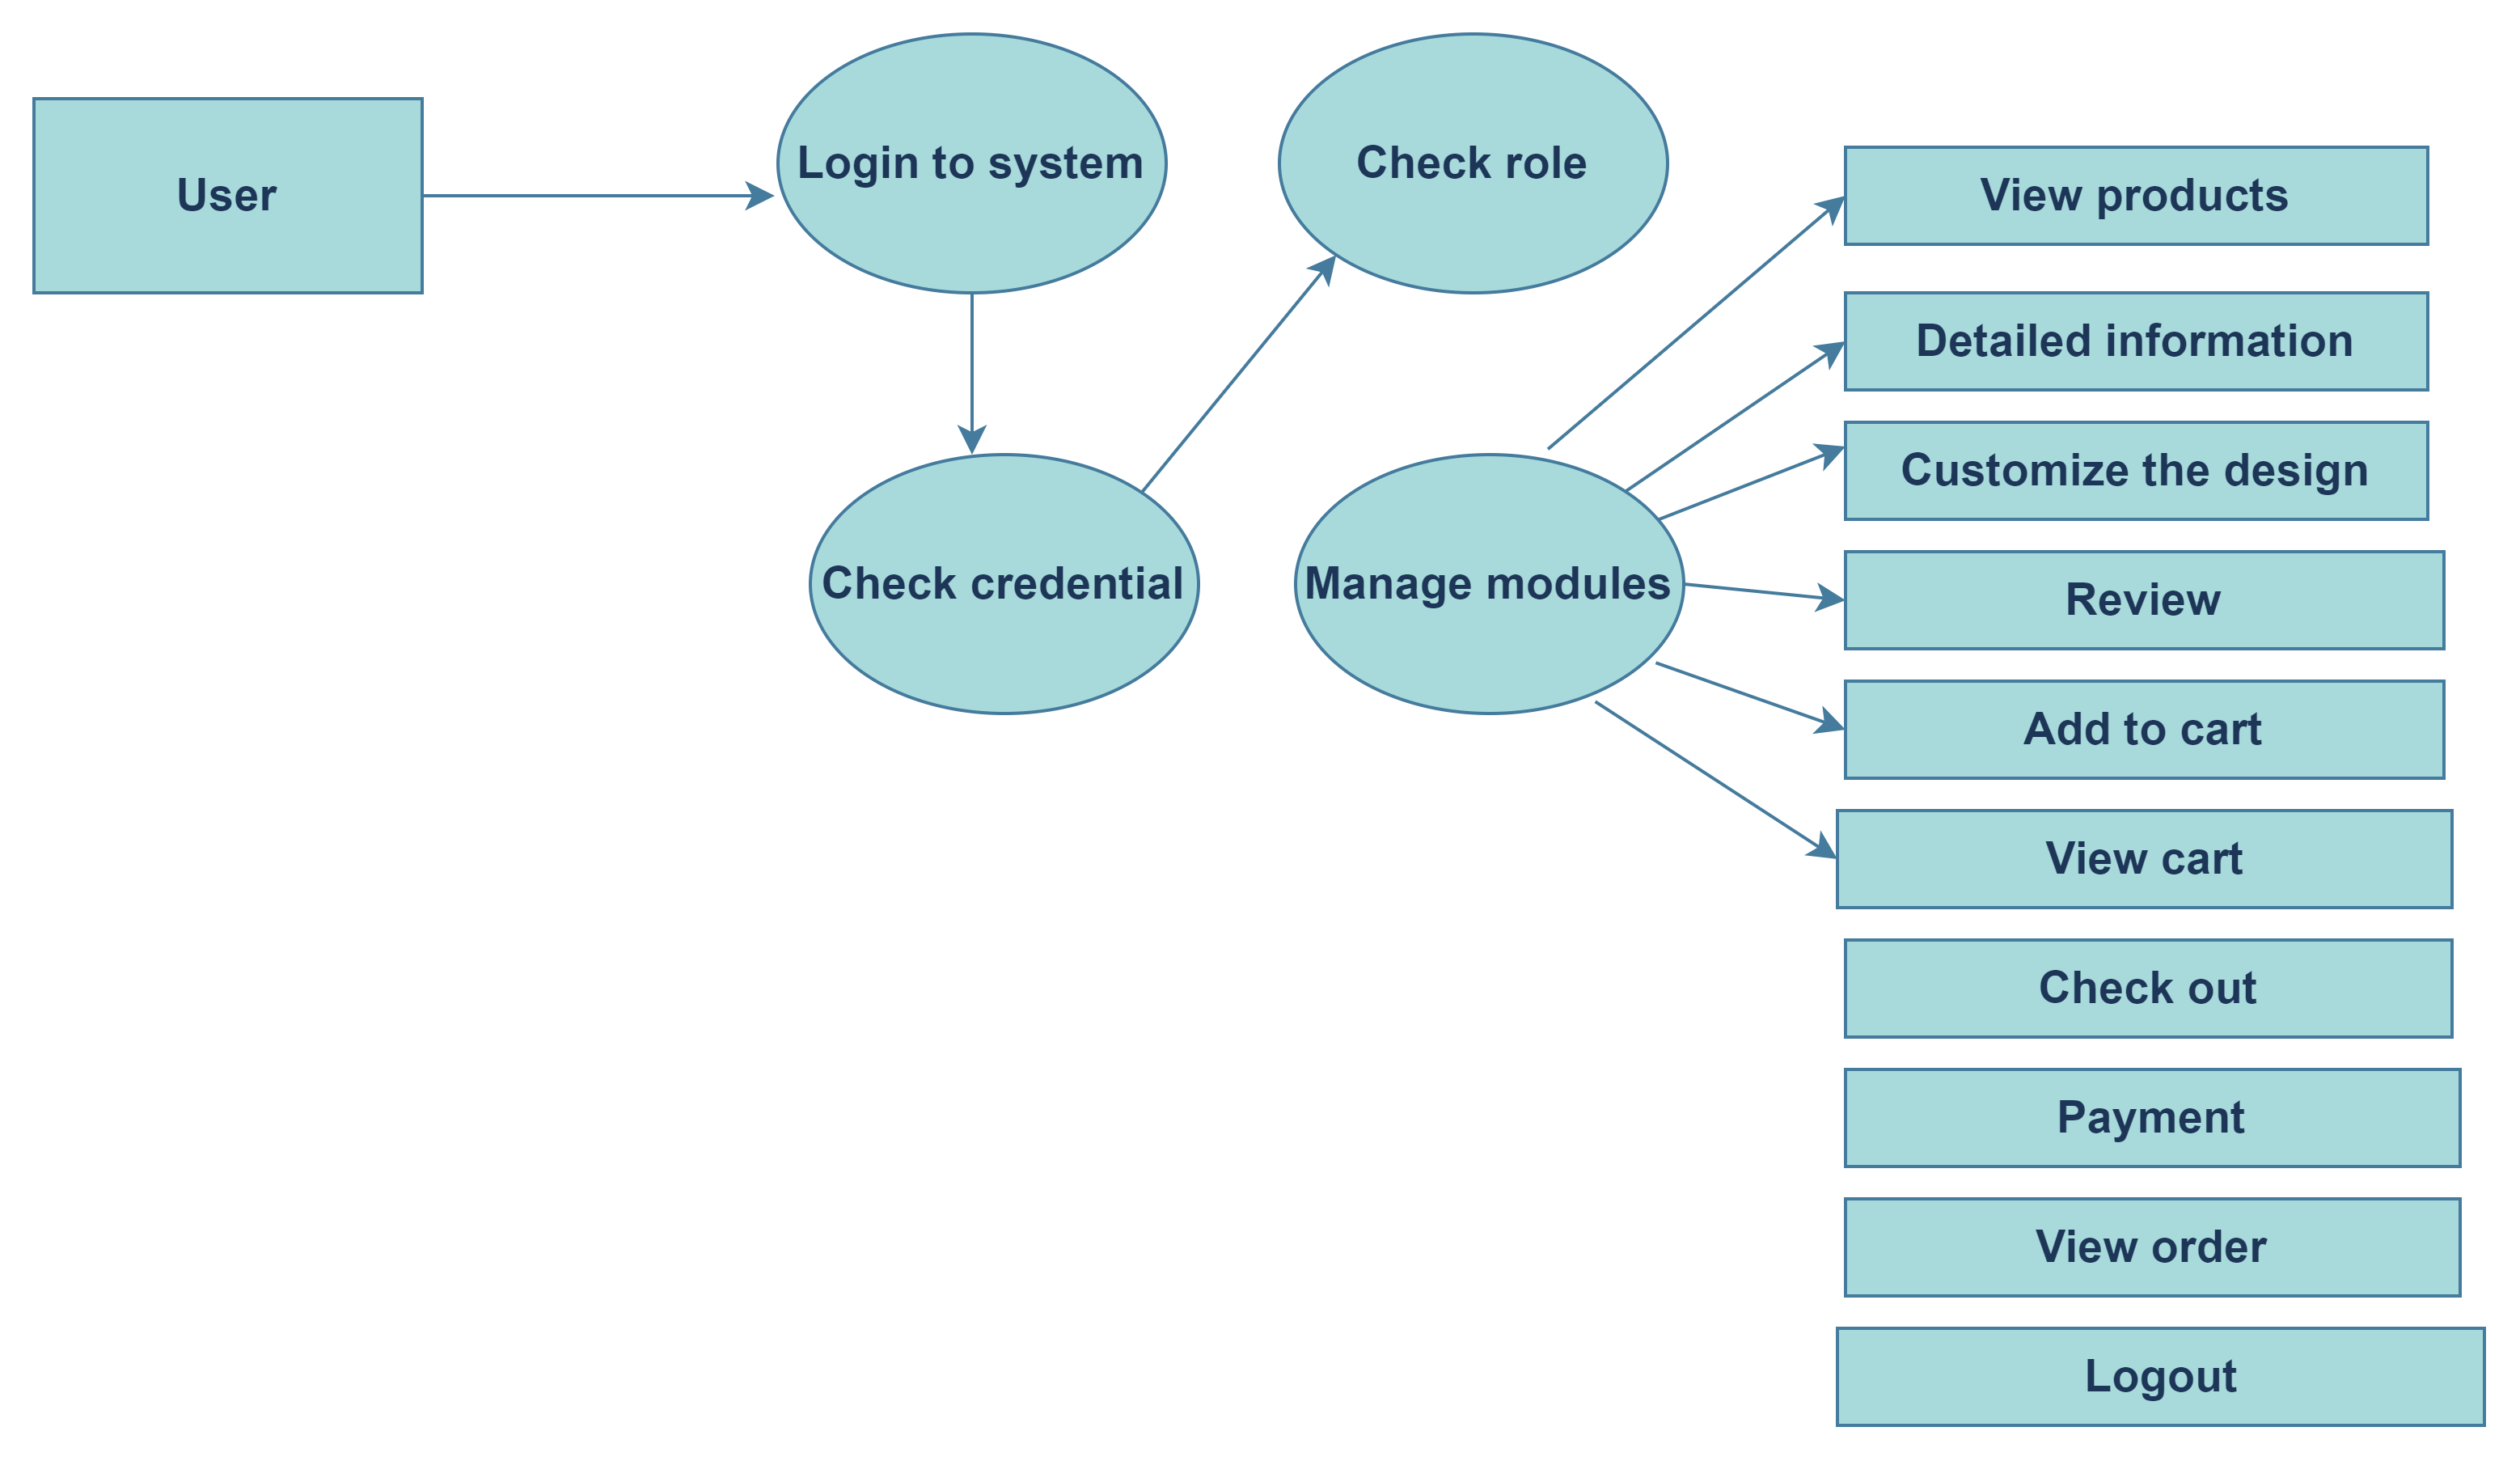 User
Login to system
Check role
Check credential
Manage modules
View products
Detailed information
Customize the design
Review
Add to cart
View cart
Check out
Payment
View order
Logout